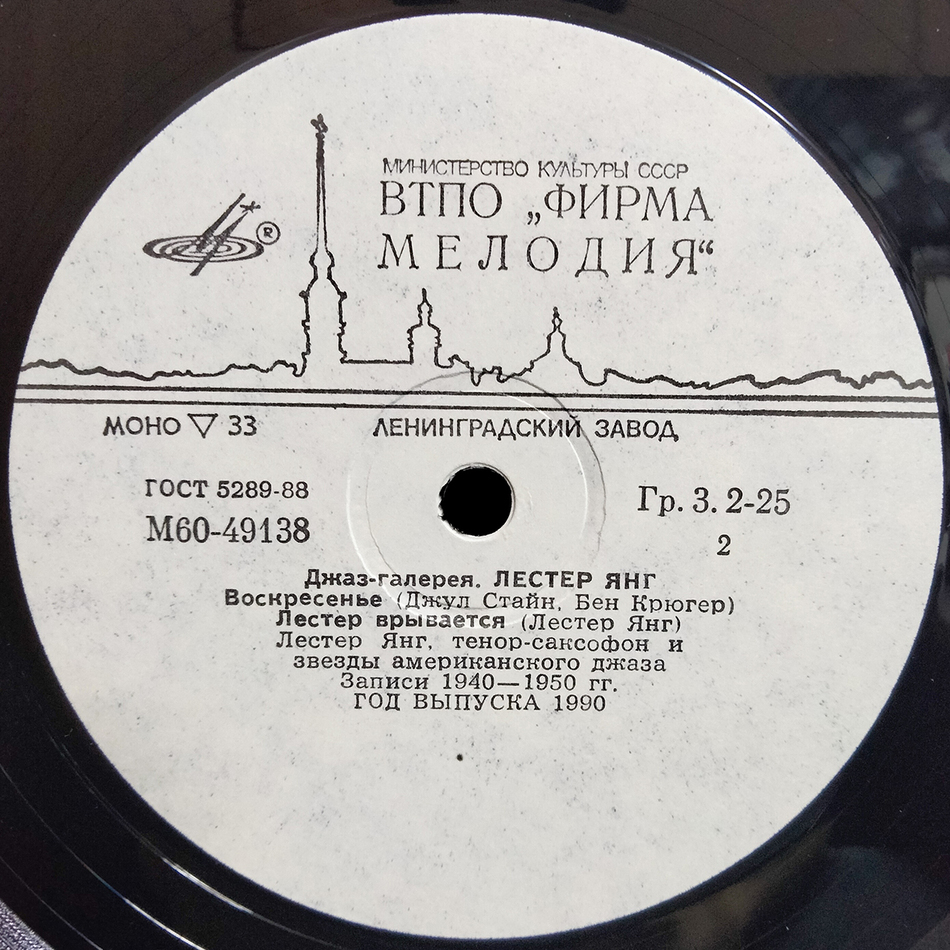 МИНИСТЕРСТВО КУЛЬТУРЫ СССР
ВТПО „ФИРМА
МЕЛОДИЯ“
®
МОНО ▽ 33
ЛЕНИНГРАДСКИЙ ЗАВОД
ГОСТ 5289-88
М60-49138
Гр. 3. 2-25
2
Джаз-галерея. ЛЕСТЕР ЯНГ
Воскресенье (Джул Стайн, Бен Крюгер)
Лестер врывается (Лестер Янг)
Лестер Янг, тенор-саксофон и
звезды американского джаза
Записи 1940—1950 гг.
ГОД ВЫПУСКА 1990